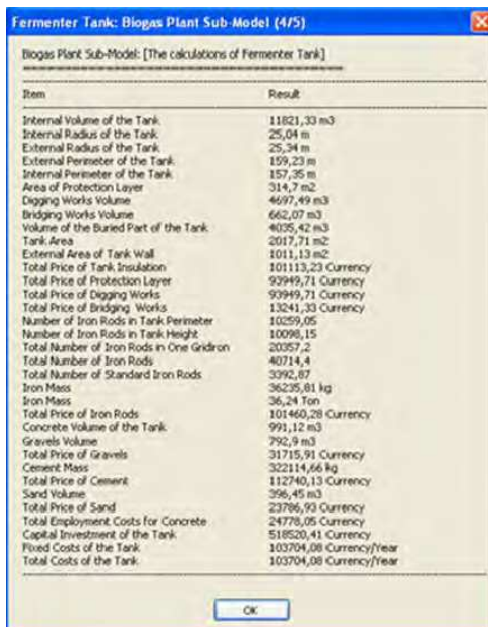 Fermenter Tank: Biogas Plant Sub-Model (4/5)
Biogas Plant Sub-Model: [The calculations of Fermenter Tank]
Item Result
Internal Volume of the Tank 11821,33 m3
Internal Radius of the Tank 25,04 m
External Radius of the Tank 25,34 m
External Perimeter of the Tank 159,23 m
Internal Perimeter of the Tank 157,35 m
Area of Protection Layer 314,7 m2
Digging Works Volume 4697,49 m3
Bridging Works Volume 662,07 m3
Volume of the Buried Part of the Tank 4035,42 m3
Tank Area 2017,71 m2
External Area of Tank Wall 1011,13 m2
Total Price of Tank Insulation 101113,23 Currency
Total Price of Protection Layer 93949,71 Currency
Total Price of Digging Works 93949,71 Currency
Total Price of Bridging Works 13241,33 Currency
Number of Iron Rods in Tank Perimeter 10259,05
Number of Iron Rods in Tank Height 10098,15
Total Number of Iron Rods in One Gridiron 20357,2
Total Number of Iron Rods 40714,4
Total Number of Standard Iron Rods 3392,87
Iron Mass 36235,81 kg
Iron Mass 36,24 Ton
Total Price of Iron Rods 101460,28 Currency
Concrete Volume of the Tank 991,12 m3
Gravels Volume 792,9 m3
Total Price of Gravels 31715,91 Currency
Cement Mass 322114,66 kg
Total Price of Cement 112740,13 Currency
Sand Volume 396,45 m3
Total Price of Sand 23786,93 Currency
Total Employment Costs for Concrete 24778,05 Currency
Capital Investment of the Tank 518520,41 Currency
Fixed Costs of the Tank 103704,08 Currency/Year
Total Costs of the Tank 103704,08 Currency/Year
OK